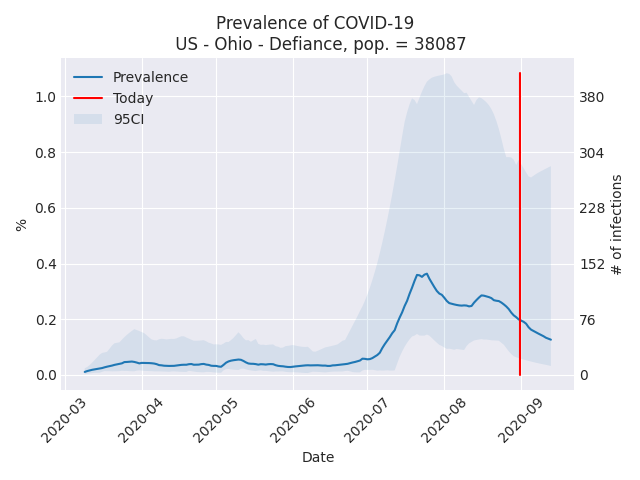 Prevalence of COVID-19
US - Ohio - Defiance, pop. = 38087
Prevalence
Today
95CI
%
1.0
0.8
0.6
0.4
0.2
0.0
380
304
228
152
76
0
# of infections
2020-03
2020-04
2020-05
2020-06
2020-07
2020-08
2020-09
Date